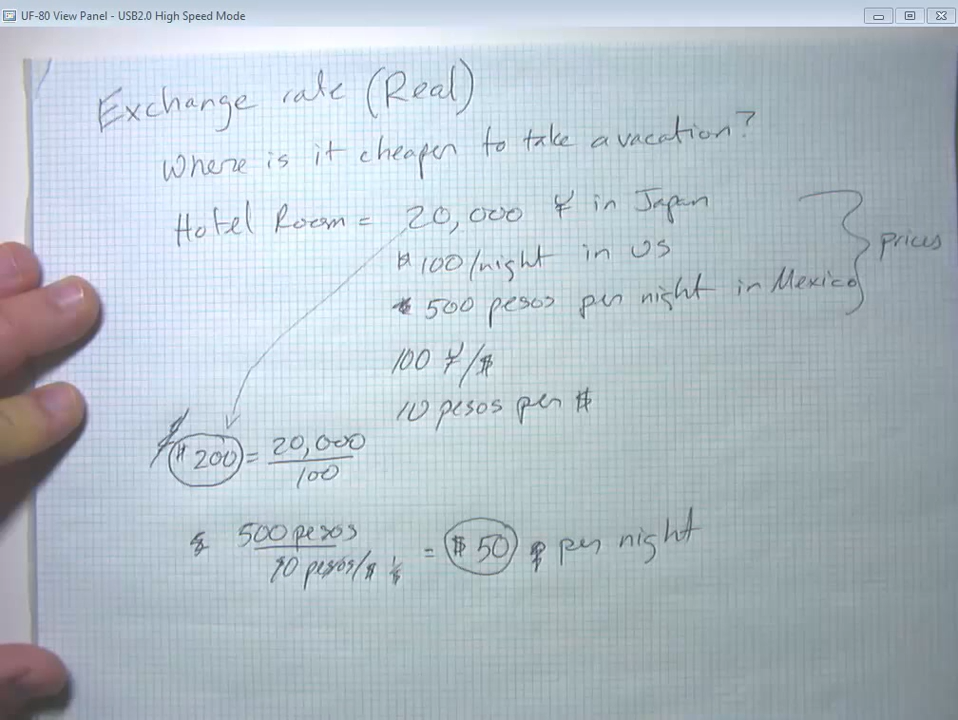 UF-80 View Panel - USB2.0 High Speed Mode
Exchange rate (Real)
Where is it cheaper to take a vacation?
Hotel Room = 20,000 ¥ in Japan
$100/night in US
500 pesos per night in Mexico
prices
100 ¥/$
10 pesos per $
$200 = 20,000
100
500 pesos
10 pesos/$
= $50 per night